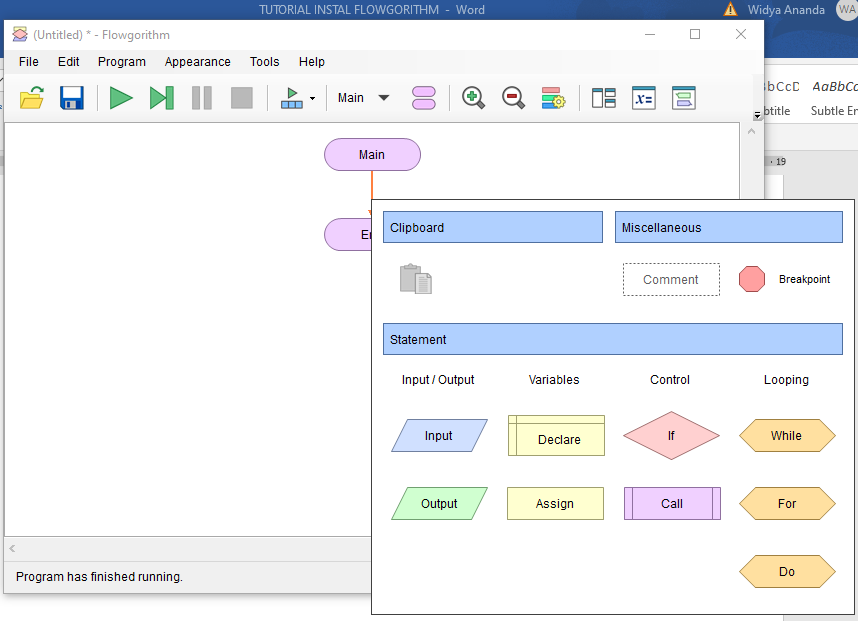 TUTORIAL INSTAL FLOWGORITHM - Word
Widya Ananda
WA
(Untitled) * - Flowgorithm
File Edit Program Appearance Tools Help
Main
AaBbCc
btitle
Subtle Em
19
Main
Clipboard
Miscellaneous
Comment
Breakpoint
Statement
Input / Output
Variables
Control
Looping
Input
Declare
If
While
Output
Assign
Call
For
Do
Program has finished running.